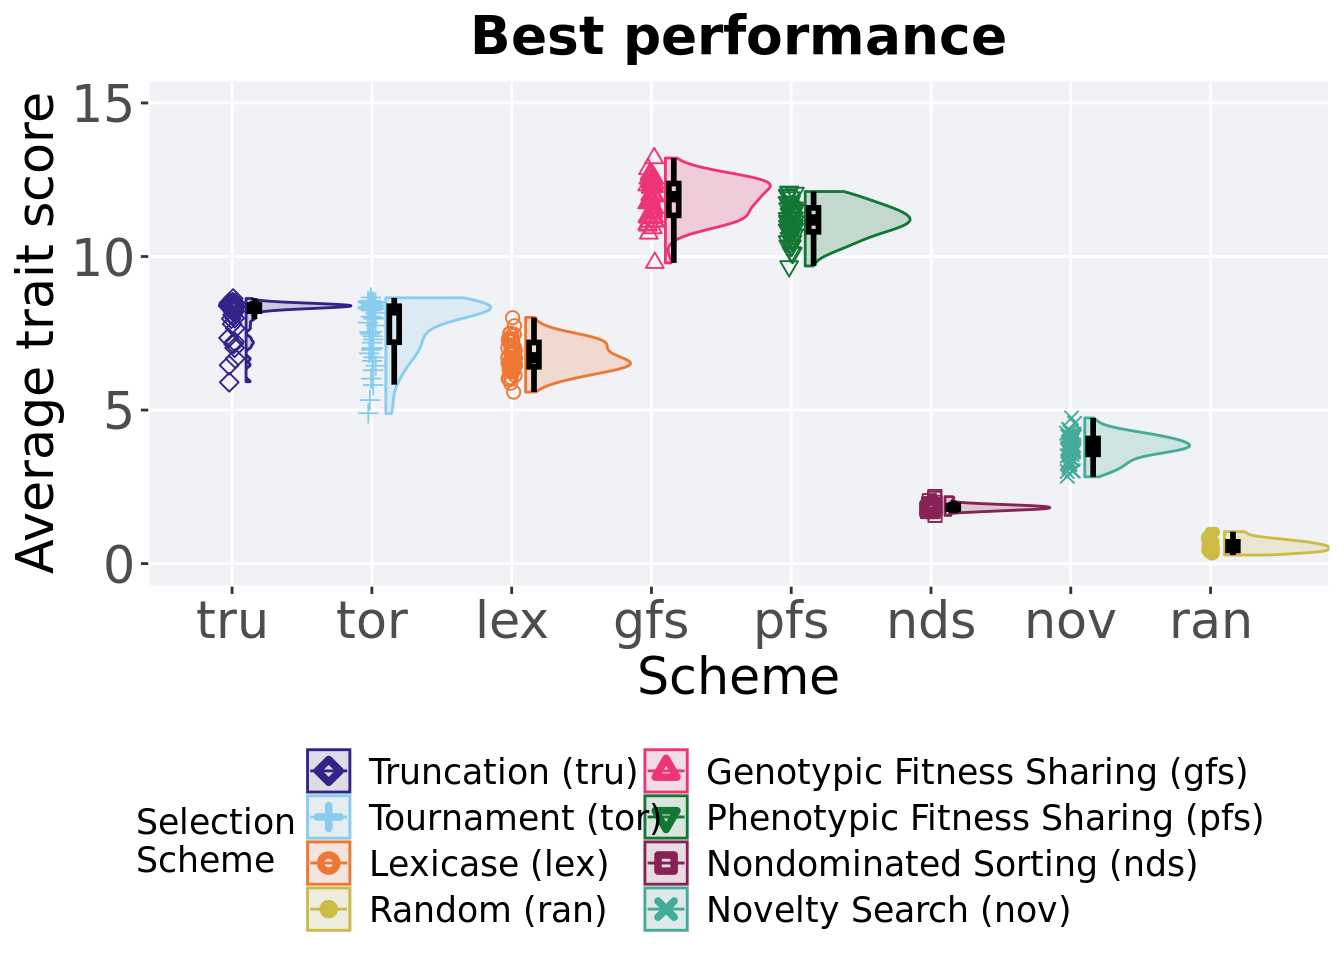 Best performance
Average trait score
15
10
5
0
tru tor lex gfs pfs nds nov ran
Scheme
Selection
Scheme
Truncation (tru)
Tournament (tor)
Lexicase (lex)
Random (ran)
Genotypic Fitness Sharing (gfs)
Phenotypic Fitness Sharing (pfs)
Nondominated Sorting (nds)
Novelty Search (nov)